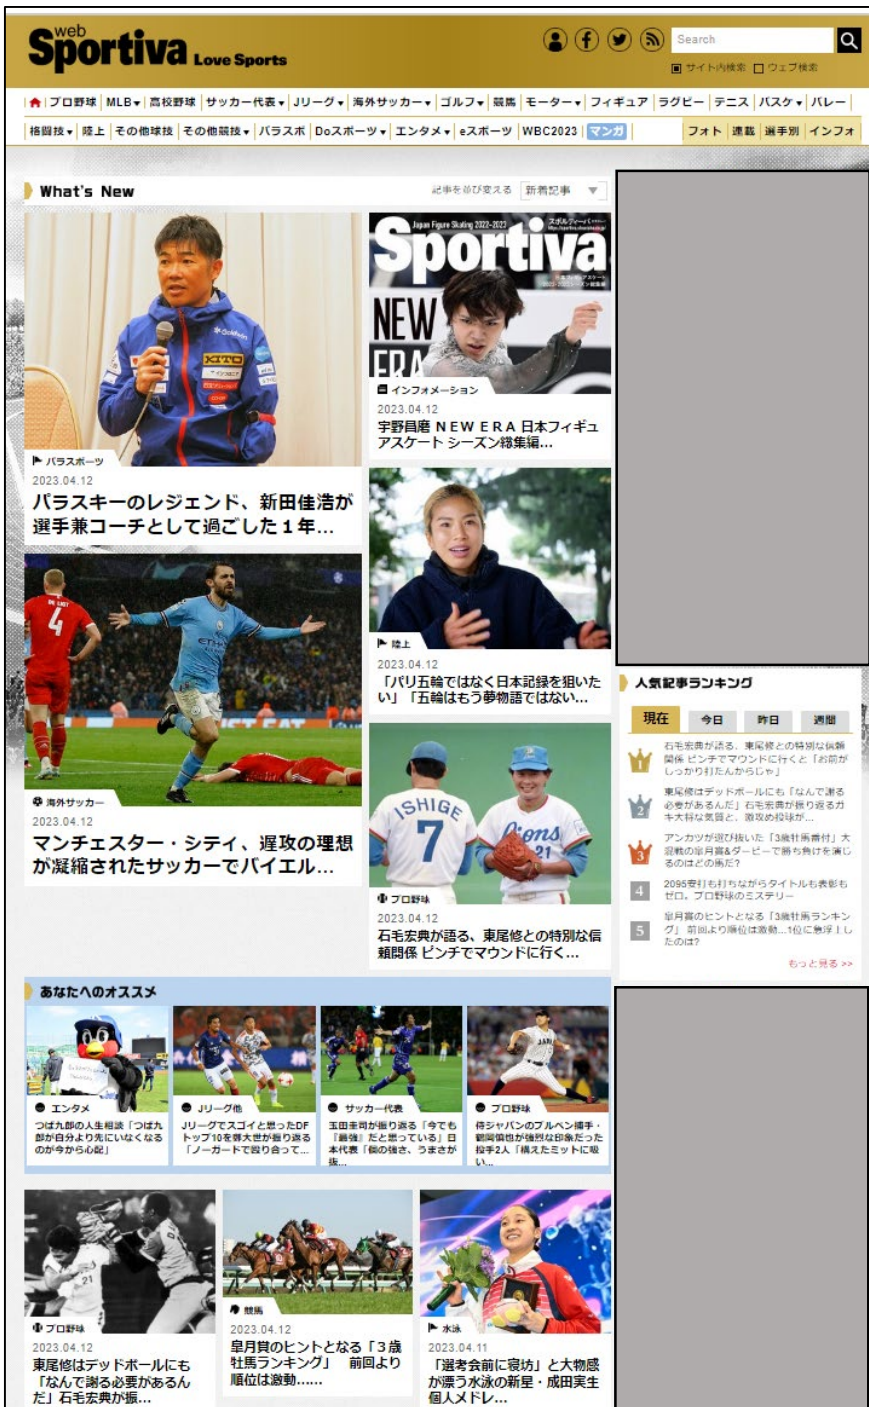 web
Sportiva Love Sports
Search
サイト内検索 ウェブ検索
プロ野球 MLB 高校野球 サッカー代表 Jリーグ 海外サッカー ゴルフ 競馬 モーター フィギュア ラグビー テニス バスケ バレー
格闘技 陸上 その他球技 その他競技 パラスポ Doスポーツ エンタメ eスポーツ WBC2023 マンガ フォト 連載 選手別 インフォ
What's New
記事を並び変える 新着記事
Goldwin
KITO
パラスポーツ
2023.04.12
パラスキーのレジェンド、新田佳浩が
選手兼コーチとして過ごした１年...
Japan Figure Skating 2022-2023
スポルティーバ
Sportiva
NEW
ERA
インフォメーション
2023.04.12
宇野昌磨 ＮＥＷ ＥＲＡ 日本フィギュ
アスケート シーズン総集編...
陸上
2023.04.12
「パリ五輪ではなく日本記録を狙いた
い」「五輪はもう夢物語ではない...
DE LIGT
4
海外サッカー
2023.04.12
マンチェスター・シティ、遅攻の理想
が凝縮されたサッカーでバイエル...
ISHIGE
7
Lions
21
プロ野球
2023.04.12
石毛宏典が語る、東尾修との特別な信
頼関係 ピンチでマウンドに行く...
人気記事ランキング
現在 今日 昨日 週間
1
石毛宏典が語る、東尾修との特別な信頼
関係 ピンチでマウンドに行くと「お前が
しっかり打たんからじゃ」
2
東尾修はデッドボールにも「なんで謝る
必要があるんだ」石毛宏典が振り返るガ
キ大将な気質と、激攻め投球が...
3
アンカツが選び抜いた「3歳牡馬番付」大
混戦の皐月賞&ダービーで勝ち負けを演じ
るのはどの馬だ?
4
2095安打も打ちながらタイトルも表彰も
ゼロ。プロ野球のミステリー
5
皐月賞のヒントとなる「3歳牡馬ランキン
グ」 前回より順位は激動...1位に急浮上し
たのは?
もっと見る >>
あなたへのオススメ
エンタメ
つば九郎の人生相談「つば九
郎が自分より先にいなくなる
のが今から心配」
Jリーグ他
JリーグでスゴイとおもったDF
トップ10を鄭大世が振り返る
「ノーガードで殴り合って...
サッカー代表
玉田圭司が振り返る「今でも
『最強』だと思っている」日
本代表「個の強さ、うまさが
抜...
JAPAN
プロ野球
侍ジャパンのブルペン捕手・
鶴岡慎也が強烈な印象だった
投手2人「構えたミットに吸
い...
21
プロ野球
2023.04.12
東尾修はデッドボールにも
「なんで謝る必要があるん
だ」石毛宏典が振...
競馬
2023.04.12
皐月賞のヒントとなる「３歳
牡馬ランキング」 前回より
順位は激動......
水泳
2023.04.11
「選考会前に寝坊」と大物感
が漂う水泳の新星・成田実生
個人メドレ...